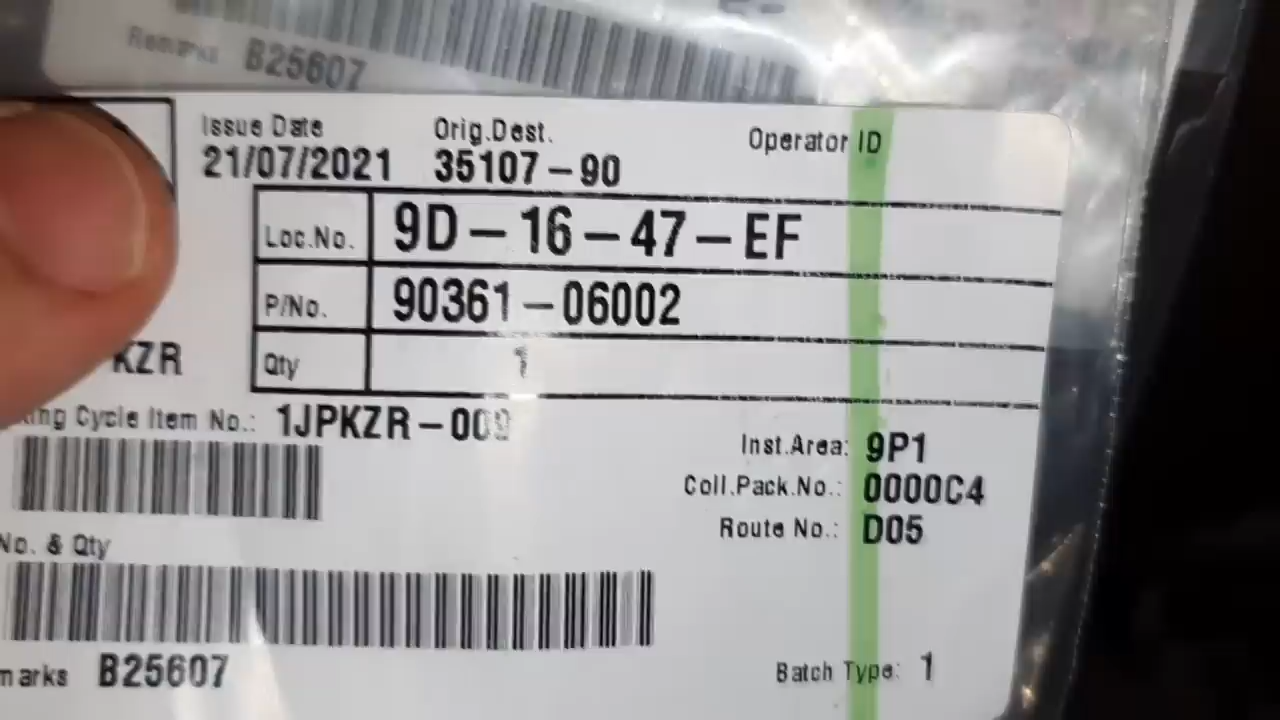 Remarks B25607
Issue Date Orig.Dest. Operator ID
21/07/2021 35107-90
Loc.No. 9D-16-47-EF
P/No. 90361-06002
KZR
Qty 1
ing Cycle Item No.: 1JPKZR-009
Inst.Area: 9P1
Coll.Pack.No.: 0000C4
Route No.: D05
No. & Qty
marks B25607
Batch Type: 1